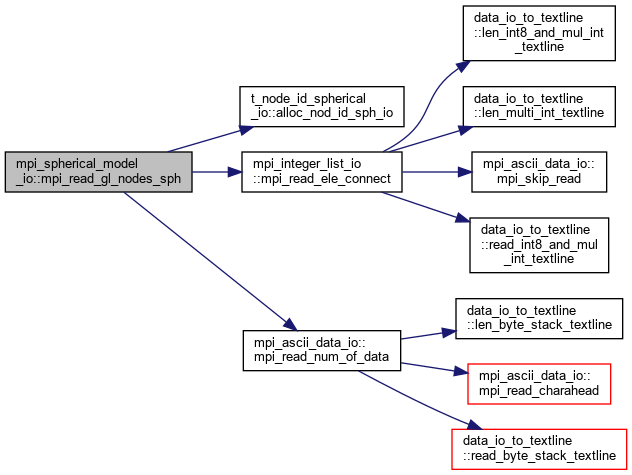 mpi_spherical_model
_io::mpi_read_gl_nodes_sph
t_node_id_spherical
_io::alloc_nod_id_sph_io
mpi_integer_list_io
::mpi_read_ele_connect
mpi_ascii_data_io::
mpi_read_num_of_data
data_io_to_textline
::len_int8_and_mul_int
_textline
data_io_to_textline
::len_multi_int_textline
mpi_ascii_data_io::
mpi_skip_read
data_io_to_textline
::read_int8_and_mul
_int_textline
data_io_to_textline
::len_byte_stack_textline
mpi_ascii_data_io::
mpi_read_charahead
data_io_to_textline
::read_byte_stack_textline